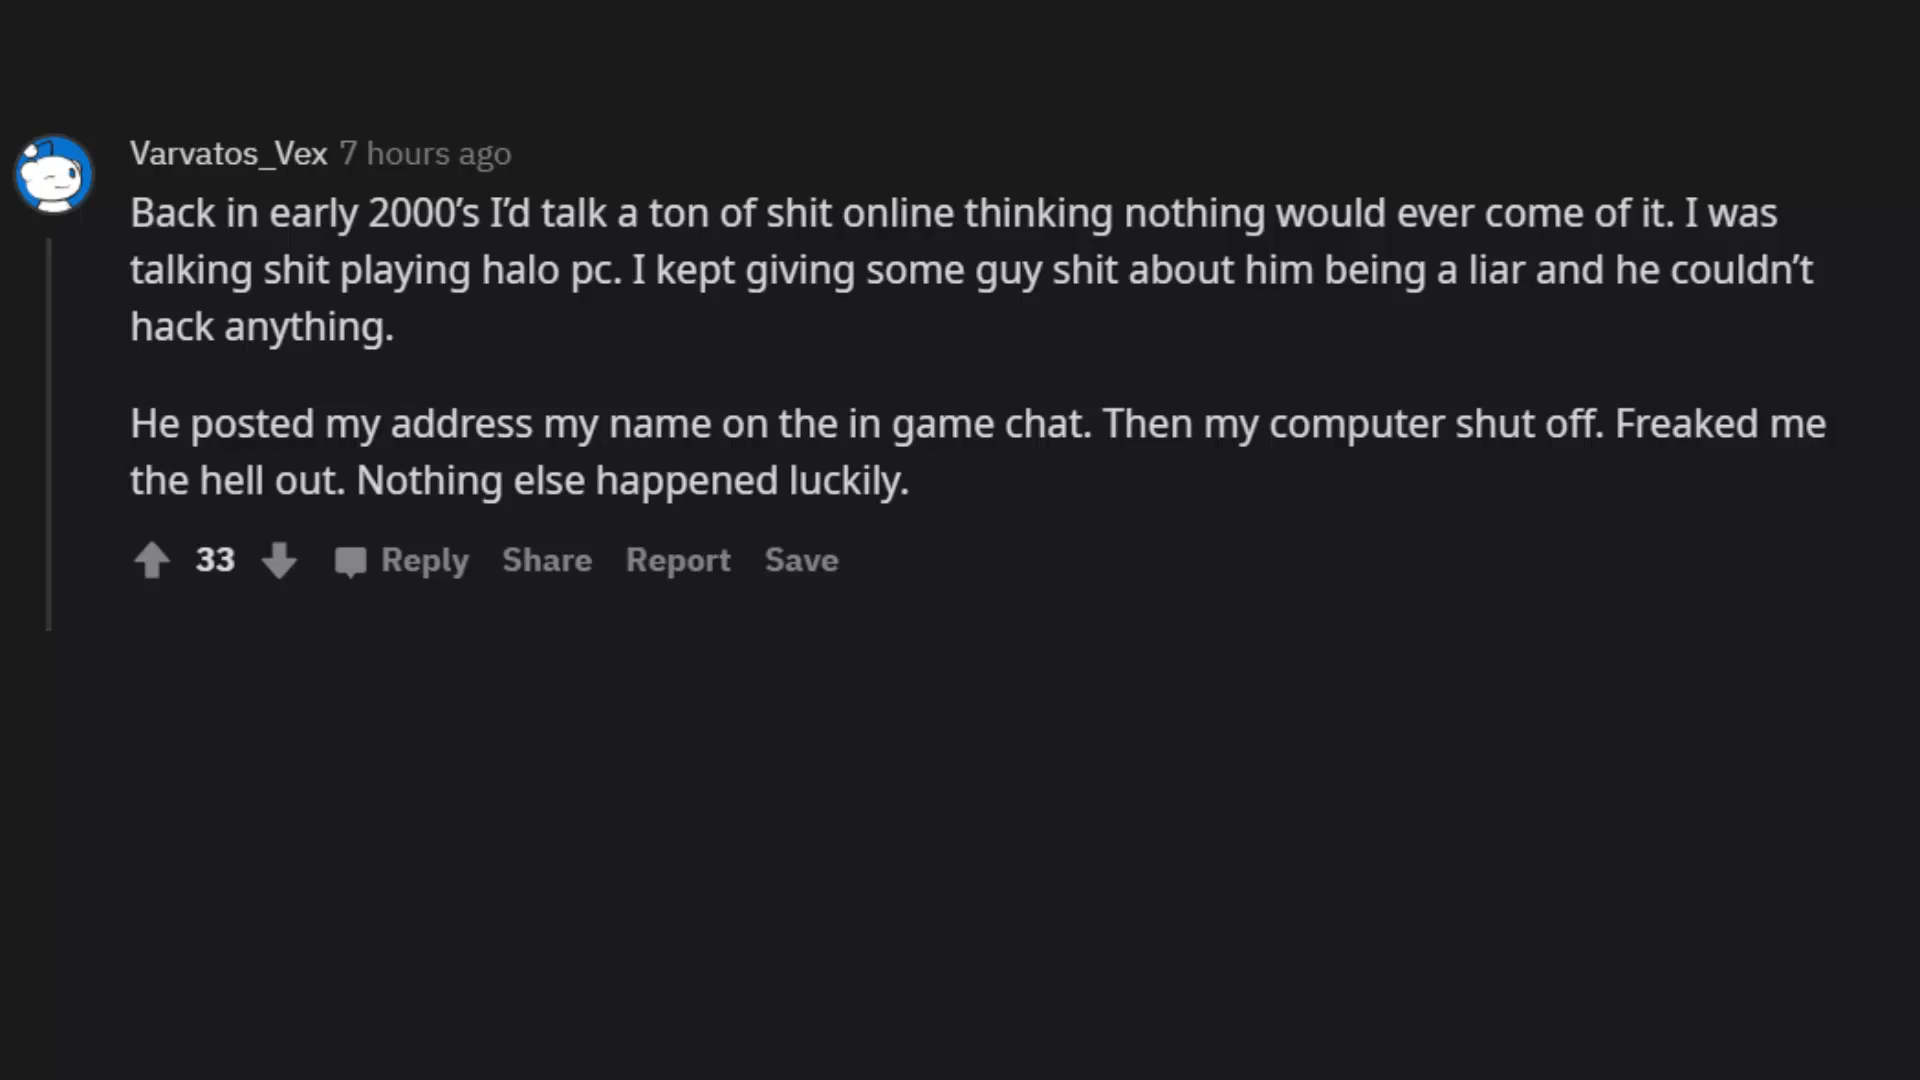 Varvatos_Vex 7 hours ago
Back in early 2000’s I’d talk a ton of shit online thinking nothing would ever come of it. I was
talking shit playing halo pc. I kept giving some guy shit about him being a liar and he couldn’t
hack anything.
He posted my address my name on the in game chat. Then my computer shut off. Freaked me
the hell out. Nothing else happened luckily.
33 Reply Share Report Save